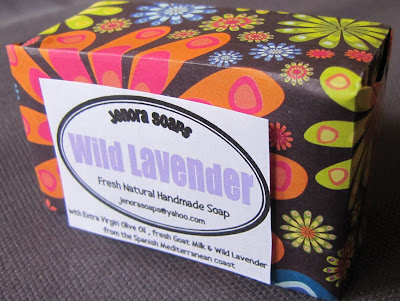 Jenora Soaps
Wild Lavender
Fresh Natural Handmade Soap
jenorasoaps@yahoo.com
with Extra Virgin Olive Oil , fresh Goat Milk & Wild Lavender
from the Spanish Mediterranean coast